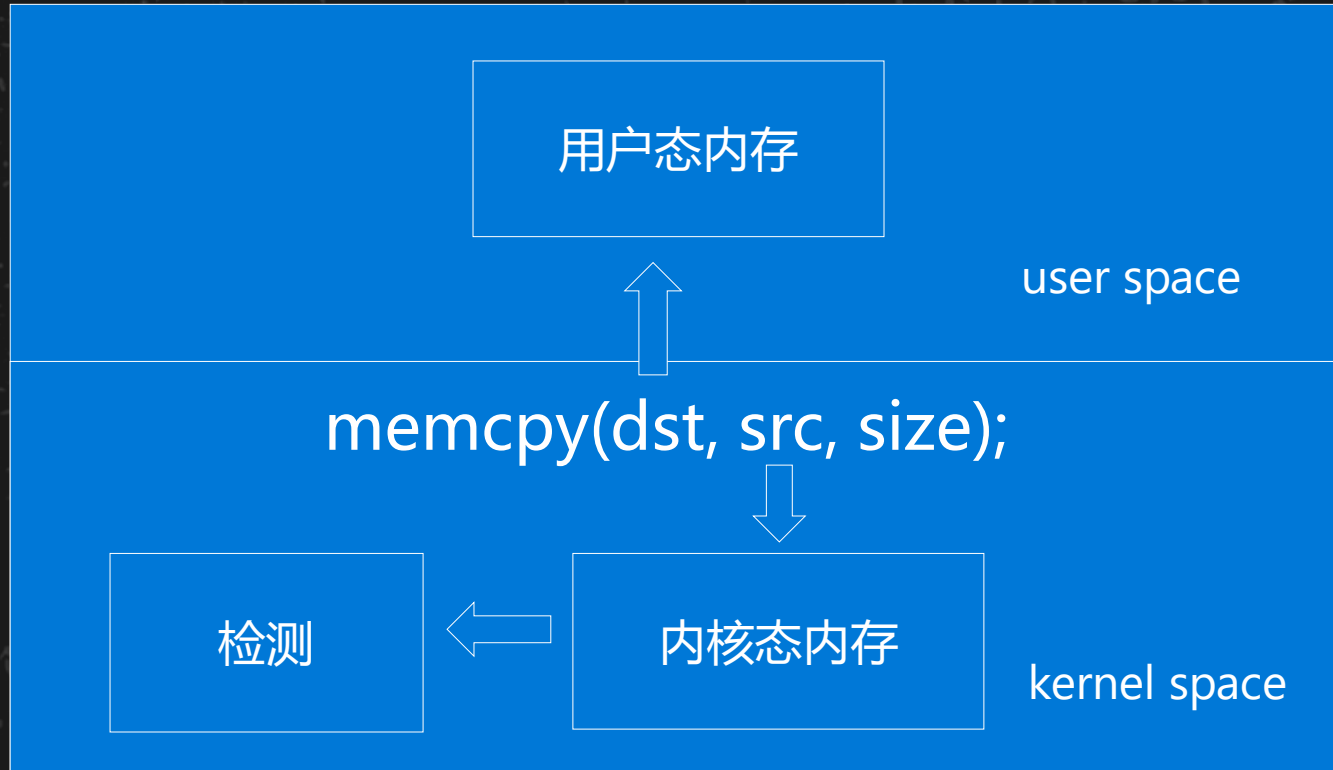 用户态内存
user space
memcpy(dst, src, size);
检测
内核态内存
kernel space